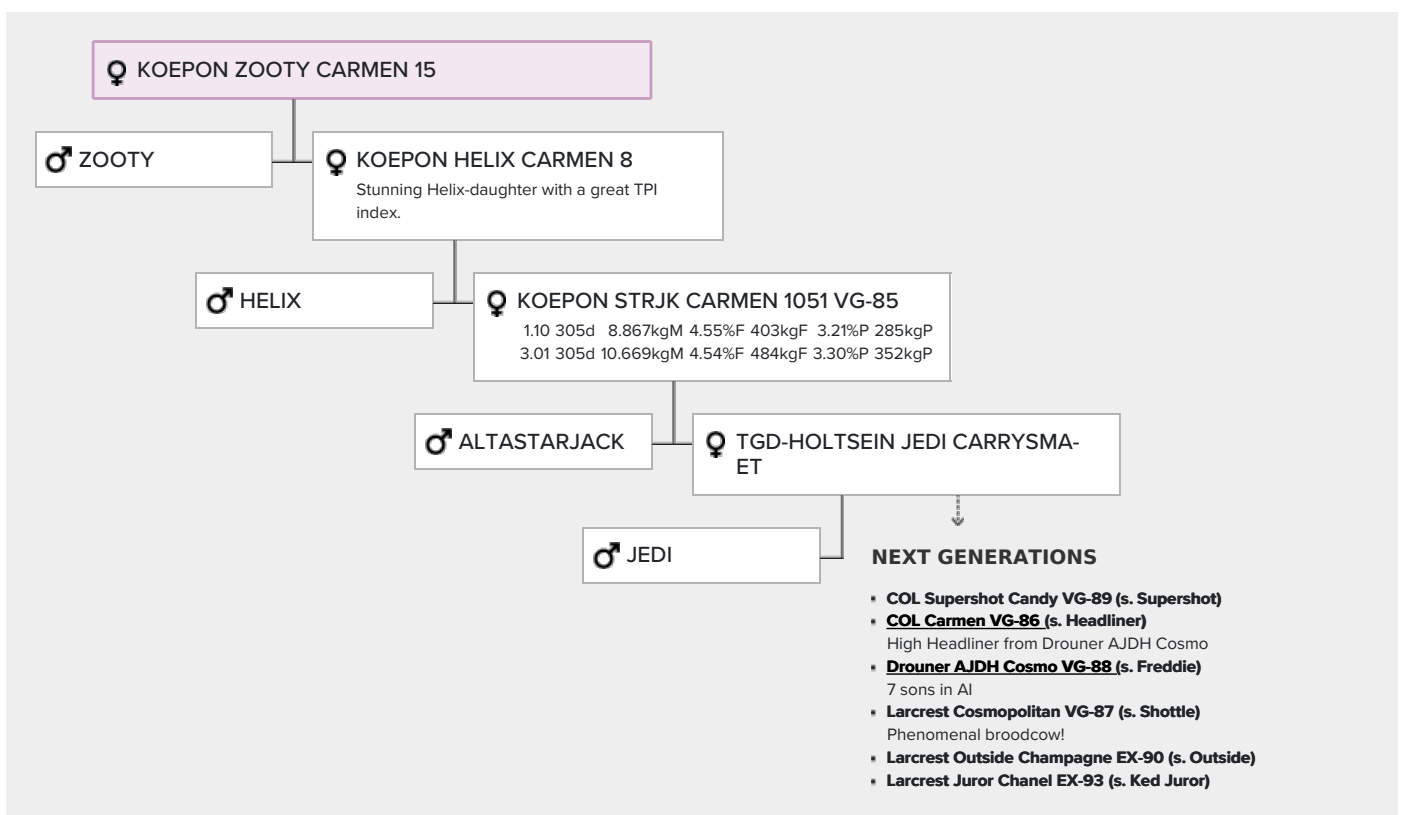 KOEPON ZOOTY CARMEN 15
ZOOTY
KOEPON HELIX CARMEN 8
Stunning Helix-daughter with a great TPI
index.
HELIX
KOEPON STRJK CARMEN 1051 VG-85
1.10 305d 8.867kgM 4.55%F 403kgF 3.21%P 285kgP
3.01 305d 10.669kgM 4.54%F 484kgF 3.30%P 352kgP
ALTASTARJACK
TGD-HOLTSEIN JEDI CARRYSMA-
ET
JEDI
NEXT GENERATIONS
COL Supershot Candy VG-89 (s. Supershot)
COL Carmen VG-86 (s. Headliner)
High Headliner from Drouner AJDH Cosmo
Drouner AJDH Cosmo VG-88 (s. Freddie)
7 sons in AI
Larcrest Cosmopolitan VG-87 (s. Shottle)
Phenomenal broodcow!
Larcrest Outside Champagne EX-90 (s. Outside)
Larcrest Juror Chanel EX-93 (s. Ked Juror)